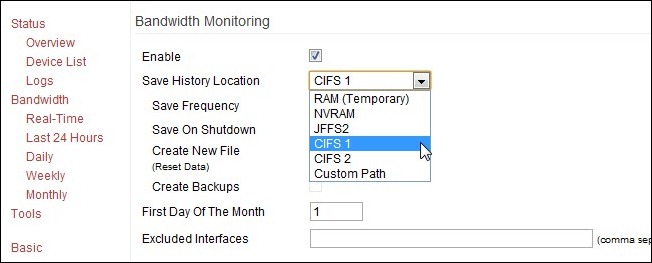 Status
Overview
Device List
Logs
Bandwidth
Real-Time
Last 24 Hours
Daily
Weekly
Monthly
Tools
Basic
Bandwidth Monitoring
Enable
Save History Location
CIFS 1
RAM (Temporary)
NVRAM
JFFS2
CIFS 1
CIFS 2
Custom Path
Save Frequency
Save On Shutdown
Create New File
(Reset Data)
Create Backups
First Day Of The Month
1
Excluded Interfaces
(comma sep